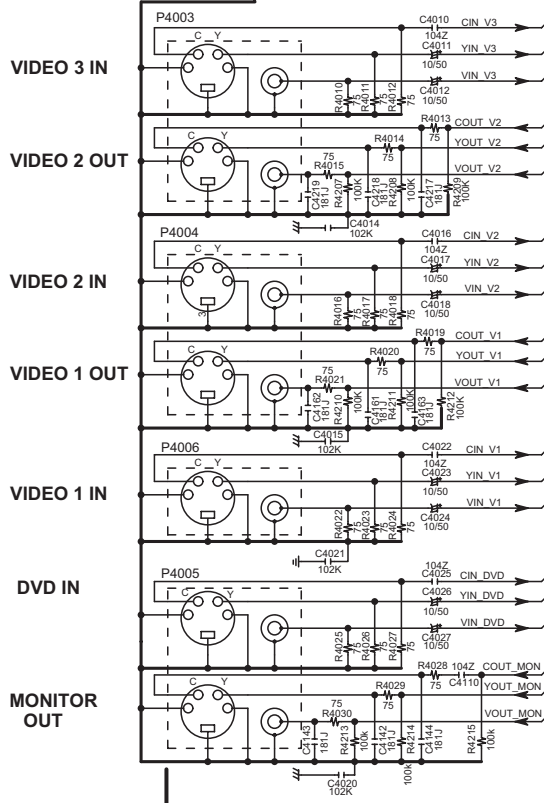 P4003
C Y
VIDEO 3 IN
C4010 CIN_V3
104Z
C4011 YIN_V3
10/50
VIN_V3
C4012
10/50
R4010
75
R4011
75
R4012
75
VIDEO 2 OUT
R4013 COUT_V2
75
R4014 YOUT_V2
75
75 VOUT_V2
R4015
C4219
181J
R4207
100K
C4218
181J
R4208
100K
C4217
181J
R4209
100K
C4014
102K
P4004
C Y
3
VIDEO 2 IN
C4016 CIN_V2
104Z
C4017 YIN_V2
10/50
VIN_V2
C4018
10/50
R4016
75
R4017
75
R4018
75
VIDEO 1 OUT
R4019 COUT_V1
75
R4020 YOUT_V1
75
75 VOUT_V1
R4021
C4162
181J
R4210
100K
C4161
181J
R4211
100K
C4163
181J
R4212
100K
C4015
102K
P4006
C Y
VIDEO 1 IN
C4022 CIN_V1
104Z
C4023 YIN_V1
10/50
VIN_V1
C4024
10/50
R4022
75
R4023
75
R4024
75
C4021
102K
DVD IN
P4005
C Y
104Z
C4025 CIN_DVD
C4026 YIN_DVD
10/50
VIN_DVD
C4027
10/50
R4025
75
R4026
75
R4027
75
MONITOR
OUT
C Y
R4028 104Z COUT_MON
75 C4110
R4029 YOUT_MON
75
75 VOUT_MON
R4030
C4143
181J
R4213
100k
C4142
181J
R4214
100k
C4144
181J
R4215
100k
C4020
102K